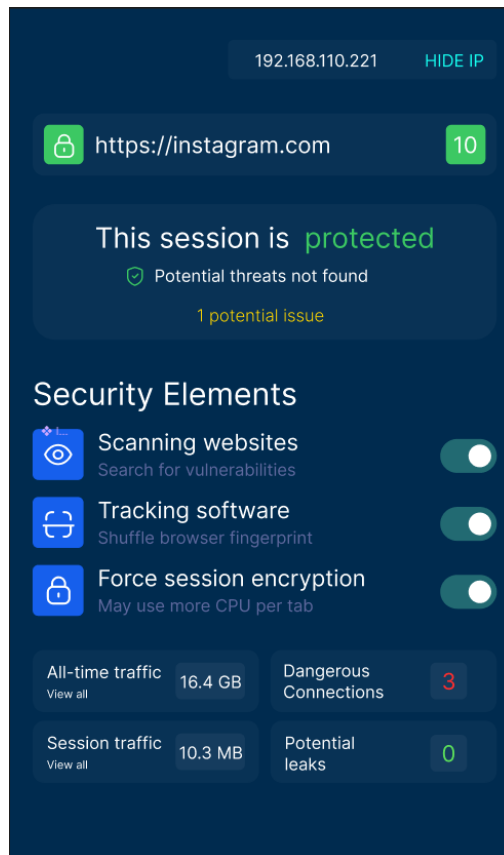 192.168.110.221 HIDE IP
https://instagram.com 10
This session is protected
Potential threats not found
1 potential issue
Security Elements
Scanning websites
Search for vulnerabilities
Tracking software
Shuffle browser fingerprint
Force session encryption
May use more CPU per tab
All-time traffic
View all
16.4 GB
Dangerous
Connections
3
Session traffic
View all
10.3 MB
Potential
leaks
0